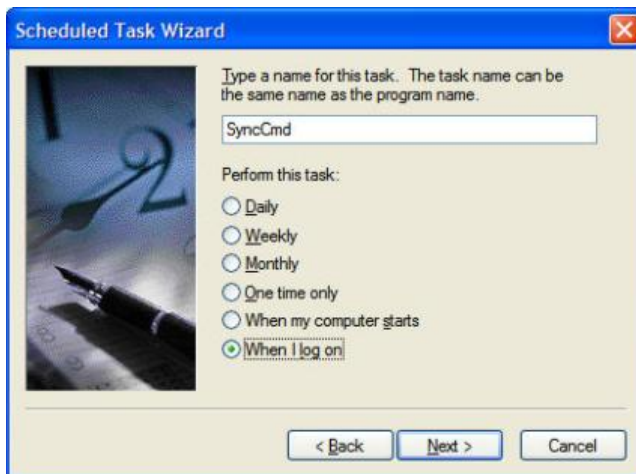 Scheduled Task Wizard
Type a name for this task. The task name can be
the same name as the program name.
SyncCmd
Perform this task:
Daily
Weekly
Monthly
One time only
When my computer starts
When I log on
< Back
Next >
Cancel